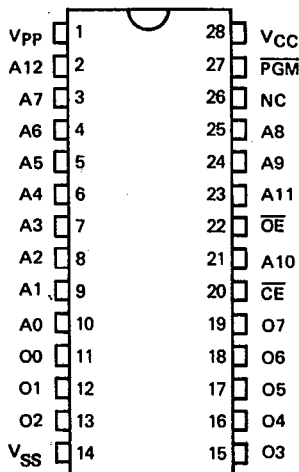 VPP 1 28 VCC
A12 2 27 PGM
A7 3 26 NC
A6 4 25 A8
A5 5 24 A9
A4 6 23 A11
A3 7 22 OE
A2 8 21 A10
A1 9 20 CE
A0 10 19 O7
O0 11 18 O6
O1 12 17 O5
O2 13 16 O4
VSS 14 15 O3